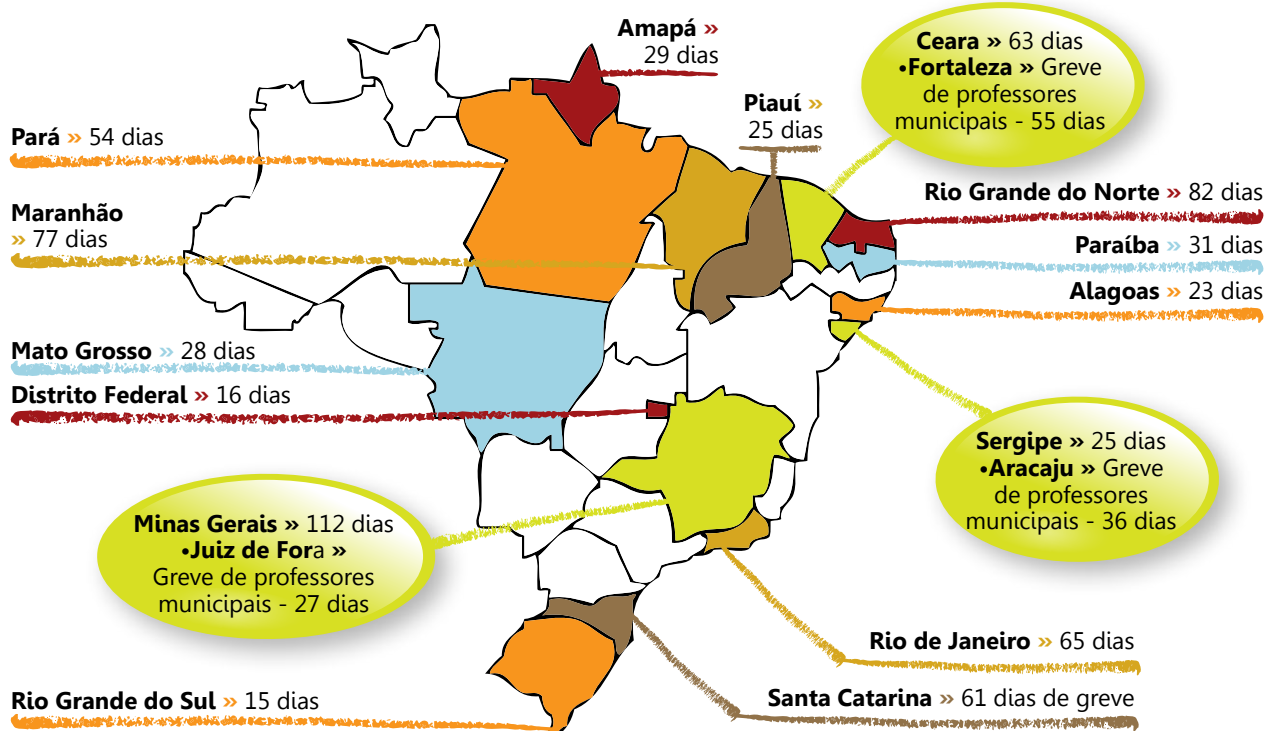 Amapá »
29 dias
Ceara » 63 dias
•Fortaleza » Greve
de professores
municipais - 55 dias
Piauí »
25 dias
Pará » 54 dias
Rio Grande do Norte » 82 dias
Maranhão
» 77 dias
Paraíba » 31 dias
Alagoas » 23 dias
Mato Grosso » 28 dias
Distrito Federal » 16 dias
Sergipe » 25 dias
•Aracaju » Greve
de professores
municipais - 36 dias
Minas Gerais » 112 dias
•Juiz de Fora »
Greve de professores
municipais - 27 dias
Rio de Janeiro » 65 dias
Santa Catarina » 61 dias de greve
Rio Grande do Sul » 15 dias